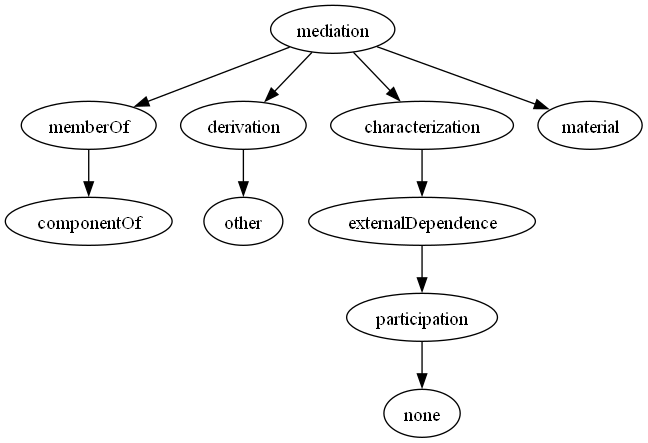 mediation
memberOf
derivation
characterization
material
componentOf
other
externalDependence
participation
none